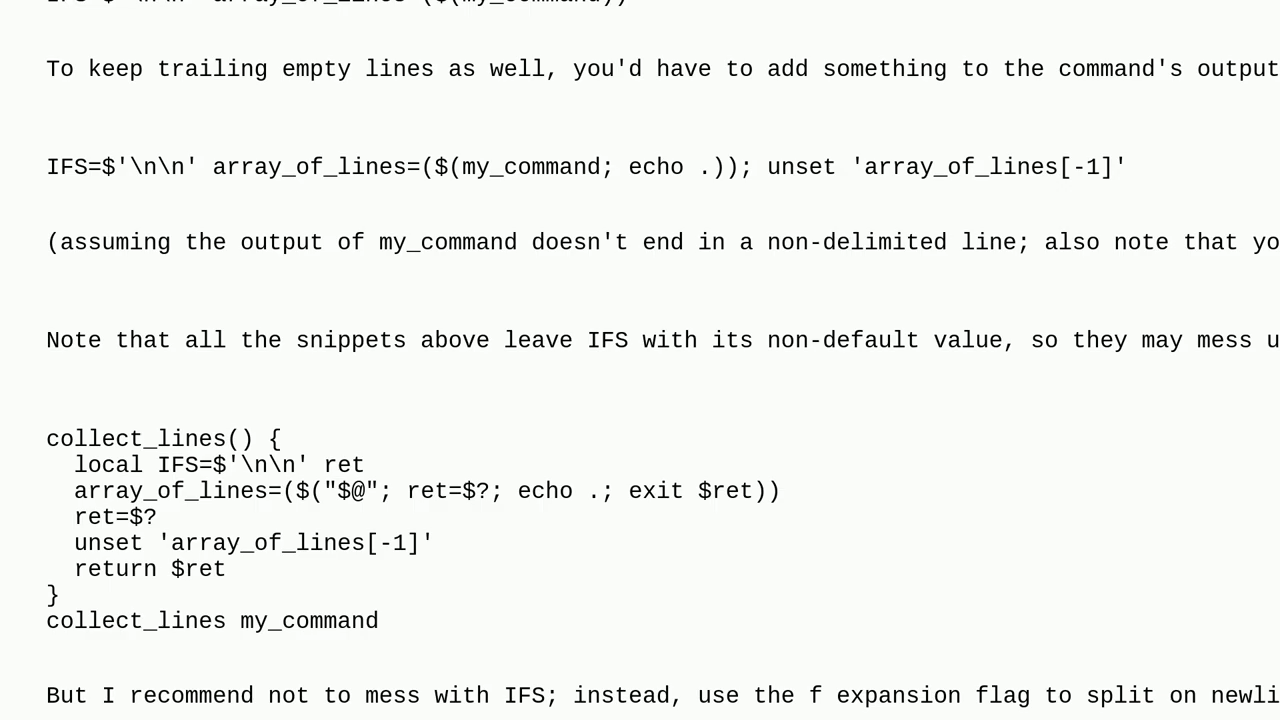 IFS=$'\n\n' array_of_lines=($(my_command))
To keep trailing empty lines as well, you'd have to add something to the command's output
IFS=$'\n\n' array_of_lines=($(my_command; echo .)); unset 'array_of_lines[-1]'
(assuming the output of my_command doesn't end in a non-delimited line; also note that yo
Note that all the snippets above leave IFS with its non-default value, so they may mess u
collect_lines() {
  local IFS=$'\n\n' ret
  array_of_lines=($("$@"; ret=$?; echo .; exit $ret))
  ret=$?
  unset 'array_of_lines[-1]'
  return $ret
}
collect_lines my_command
But I recommend not to mess with IFS; instead, use the f expansion flag to split on newli